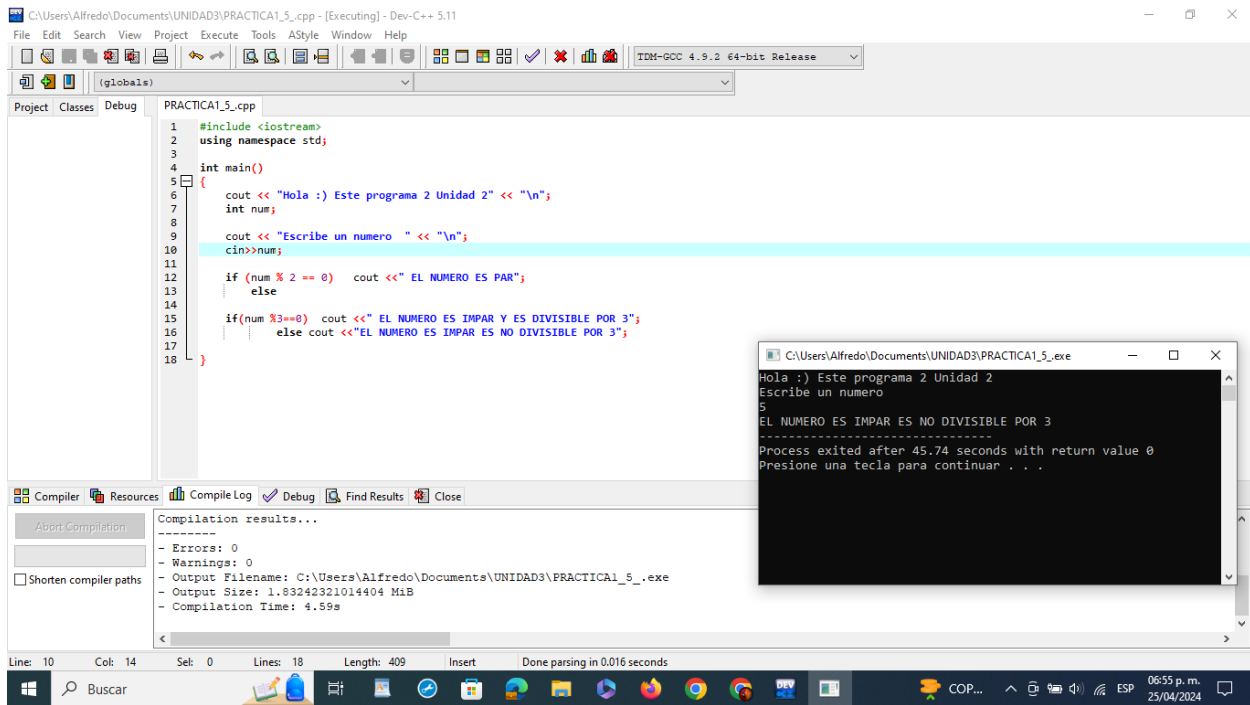 C:\Users\Alfredo\Documents\UNIDAD3\PRACTICA1_5_.cpp - [Executing] - Dev-C++ 5.11
File Edit Search View Project Execute Tools AStyle Window Help
TDM-GCC 4.9.2 64-bit Release
(globals)
Project Classes Debug
PRACTICA1_5_.cpp
1 #include <iostream>
2 using namespace std;
3
4 int main()
5 {
6 cout << "Hola :) Este programa 2 Unidad 2" << "\n";
7 int num;
8
9 cout << "Escribe un numero  " << "\n";
10 cin>>num;
11
12 if (num % 2 == 0)   cout <<" EL NUMERO ES PAR";
13 else
14
15 if(num %3==0)  cout <<" EL NUMERO ES IMPAR Y ES DIVISIBLE POR 3";
16 else cout <<"EL NUMERO ES IMPAR ES NO DIVISIBLE POR 3";
17
18 }
C:\Users\Alfredo\Documents\UNIDAD3\PRACTICA1_5_.exe
Hola :) Este programa 2 Unidad 2
Escribe un numero
5
EL NUMERO ES IMPAR ES NO DIVISIBLE POR 3
--------------------------------
Process exited after 45.74 seconds with return value 0
Presione una tecla para continuar . . .
Compiler Resources Compile Log Debug Find Results Close
Abort Compilation
Shorten compiler paths
Compilation results...
--------
- Errors: 0
- Warnings: 0
- Output Filename: C:\Users\Alfredo\Documents\UNIDAD3\PRACTICA1_5_.exe
- Output Size: 1.83242321014404 MiB
- Compilation Time: 4.59s
Line: 10 Col: 14 Sel: 0 Lines: 18 Length: 409 Insert Done parsing in 0.016 seconds
Buscar
DEV
COP...
ESP
06:55 p. m.
25/04/2024